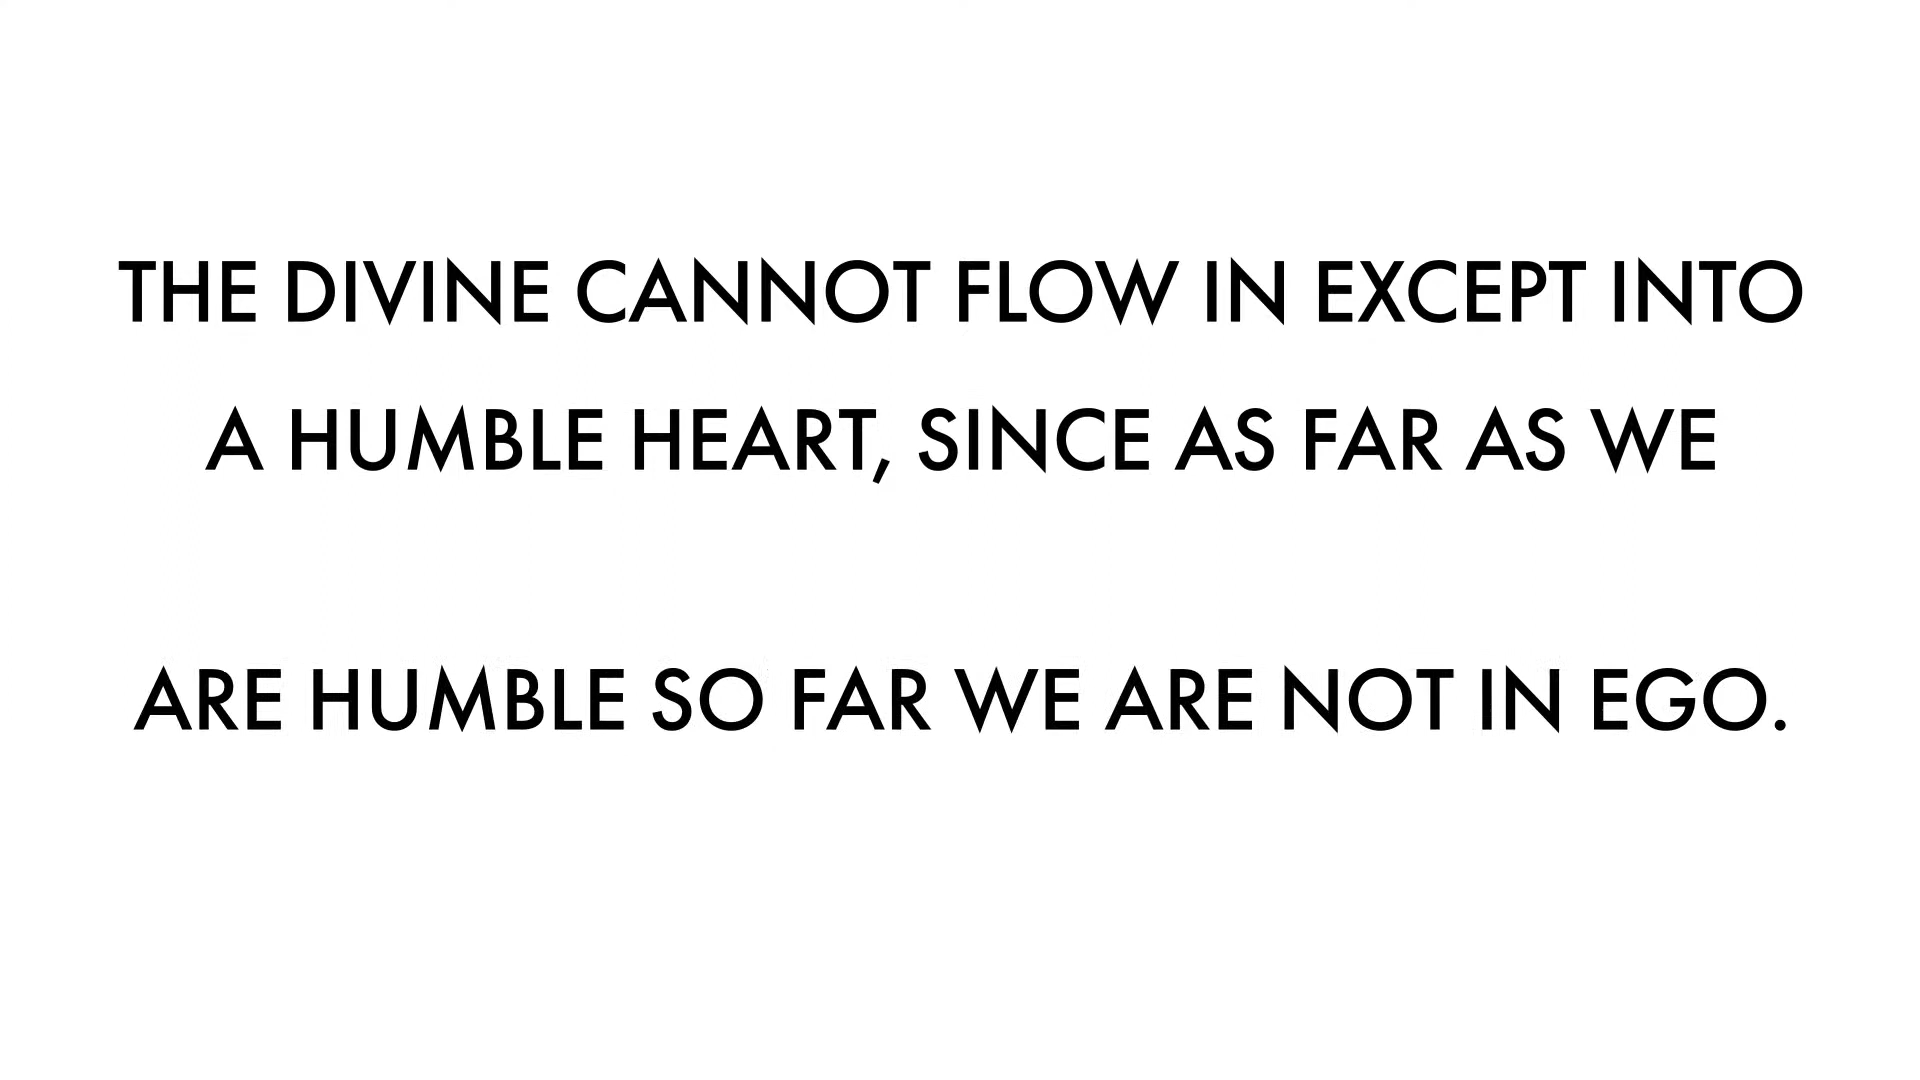 THE DIVINE CANNOT FLOW IN EXCEPT INTO
A HUMBLE HEART, SINCE AS FAR AS WE
ARE HUMBLE SO FAR WE ARE NOT IN EGO.